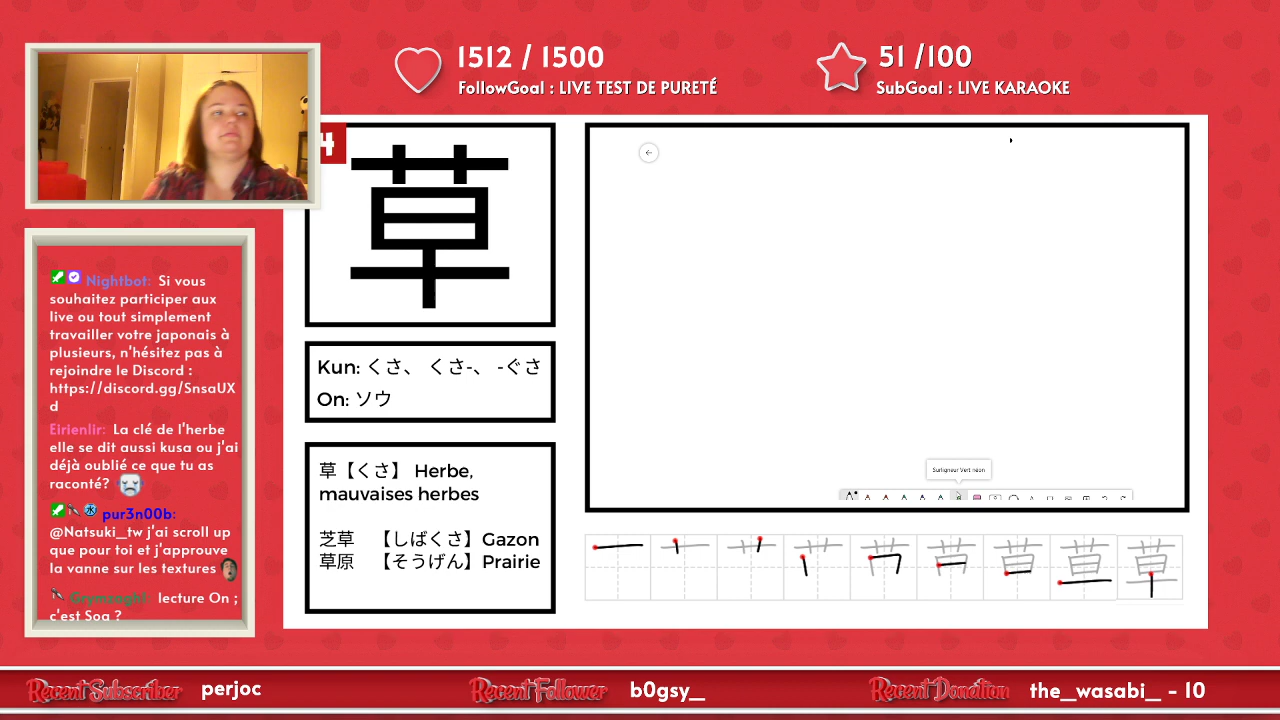 1512 / 1500
FollowGoal : LIVE TEST DE PURETÉ
51 /100
SubGoal : LIVE KARAOKE
4
草
Kun: くさ、 くさ-、 -ぐさ
On: ソウ
草【くさ】 Herbe,
mauvaises herbes
芝草 【しばくさ】Gazon
草原 【そうげん】Prairie
Surligneur Vert néon
Nightbot: Si vous
souhaitez participer aux
live ou tout simplement
travailler votre japonais à
plusieurs, n'hésitez pas à
rejoindre le Discord :
https://discord.gg/SnsaUX
d
Eirienlir: La clé de l'herbe
elle se dit aussi kusa ou j'ai
déjà oublié ce que tu as
raconté?
pur3n00b:
@Natsuki_tw j'ai scroll up
que pour toi et j'approuve
la vanne sur les textures
lecture On ;
c'est Soa ?
Recent Subscriber perjoc
Recent Follower b0gsy_
Recent Donation the_wasabi_ - 10